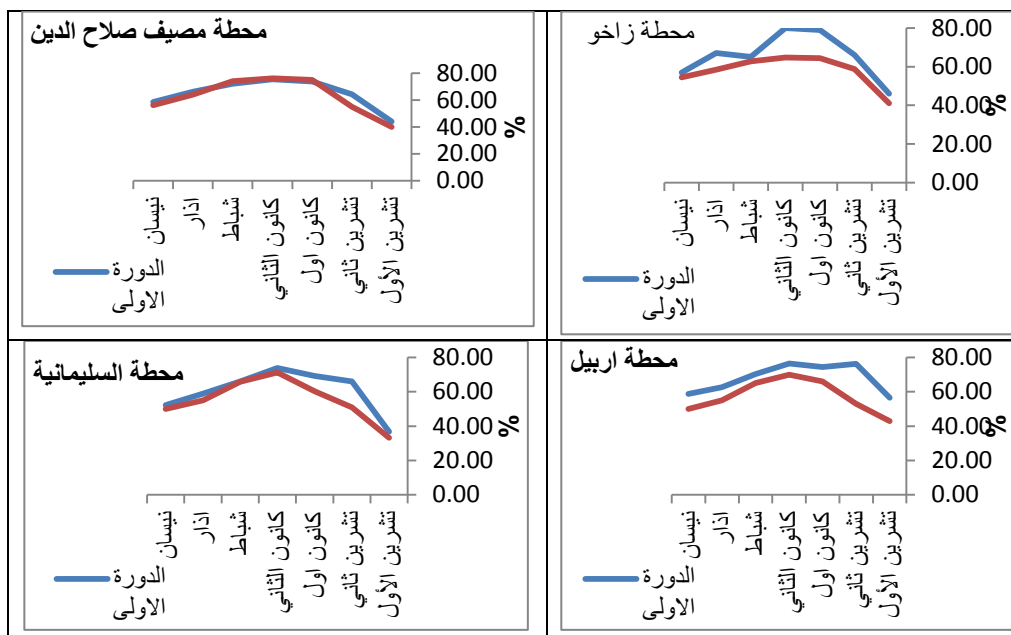 محطة زاخو
80.00
60.00
40.00
20.00
0.00
%
تشرين الأول
تشرين ثاني
كانون اول
كانون الثاني
شباط
اذار
نيسان
الدورة
الاولى
محطة مصيف صلاح الدين
80.00
60.00
40.00
20.00
0.00
%
تشرين الأول
تشرين ثاني
كانون اول
كانون الثاني
شباط
اذار
نيسان
الدورة
الاولى
محطة اربيل
80.00
60.00
40.00
20.00
0.00
%
تشرين الأول
تشرين ثاني
كانون اول
كانون الثاني
شباط
اذار
نيسان
الدورة
الاولى
محطة السليمانية
80.00
60.00
40.00
20.00
0.00
%
تشرين الأول
تشرين ثاني
كانون اول
كانون الثاني
شباط
اذار
نيسان
الدورة
الاولى